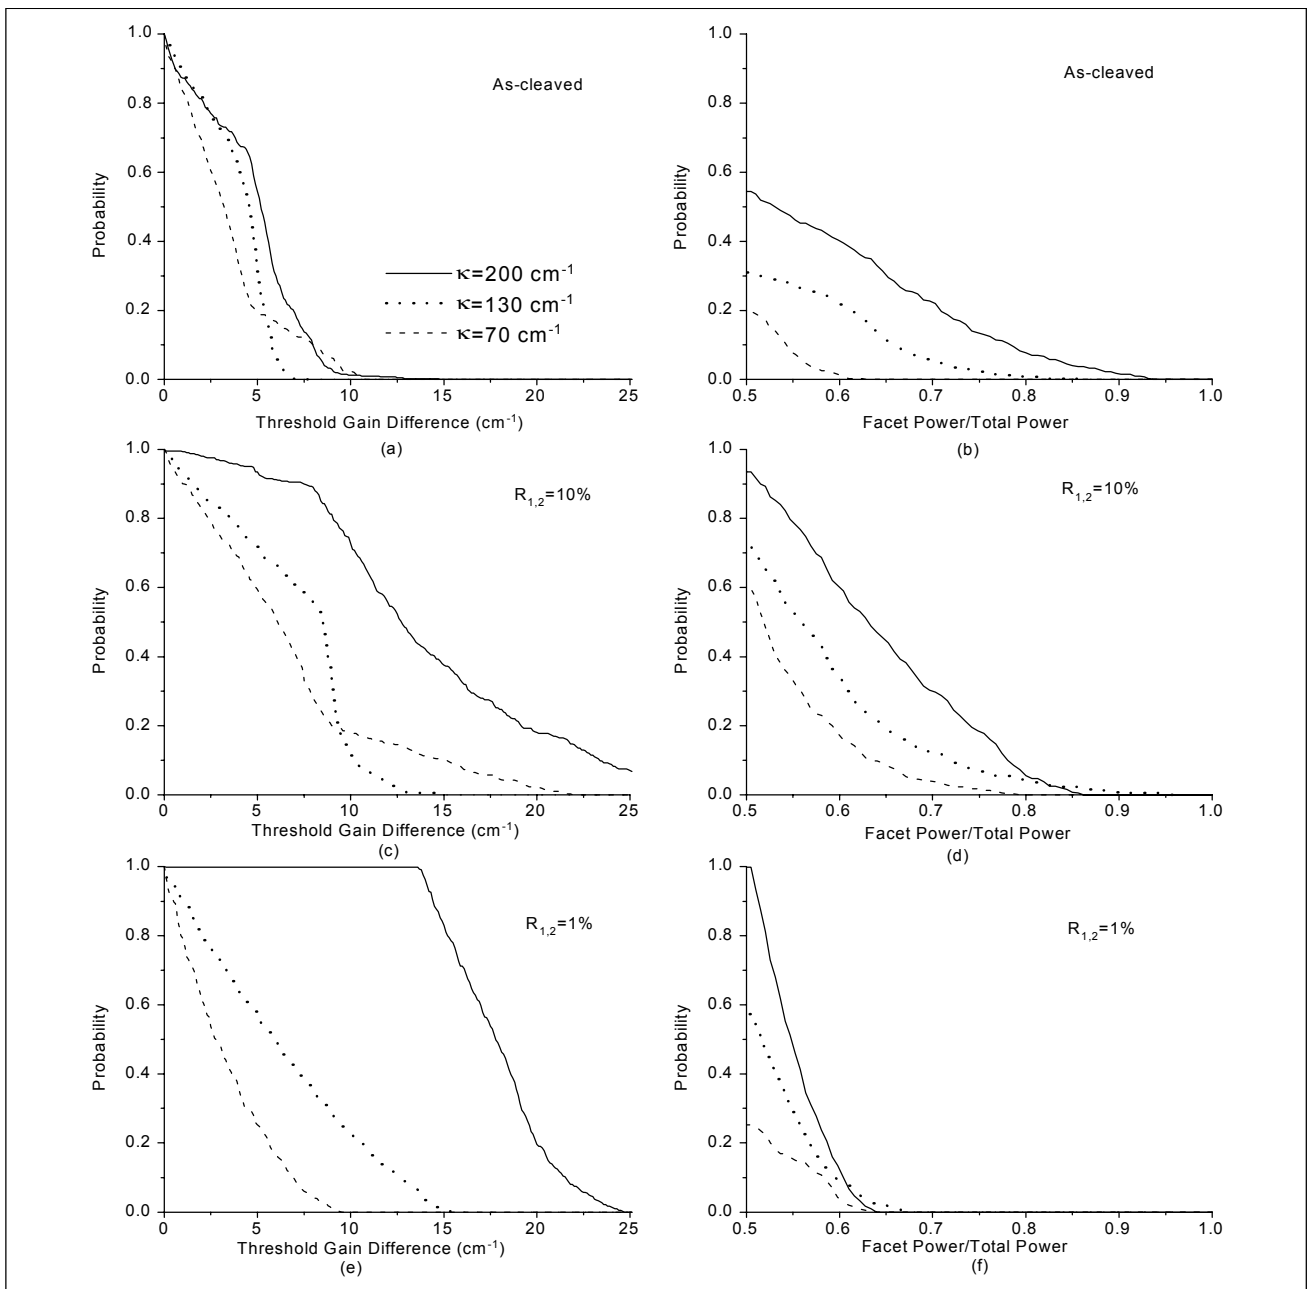 1.0
0.8
0.6
0.4
0.2
0.0
Probability
As-cleaved
κ=200 cm-1
κ=130 cm-1
κ=70 cm-1
0 5 10 15 20 25
Threshold Gain Difference (cm-1)
(a)
1.0
0.8
0.6
0.4
0.2
0.0
Probability
As-cleaved
0.5 0.6 0.7 0.8 0.9 1.0
Facet Power/Total Power
(b)
1.0
0.8
0.6
0.4
0.2
0.0
Probability
R1,2=10%
0 5 10 15 20 25
Threshold Gain Difference (cm-1)
(c)
1.0
0.8
0.6
0.4
0.2
0.0
Probability
R1,2=10%
0.5 0.6 0.7 0.8 0.9 1.0
Facet Power/Total Power
(d)
1.0
0.8
0.6
0.4
0.2
0.0
Probability
R1,2=1%
0 5 10 15 20 25
Threshold Gain Difference (cm-1)
(e)
1.0
0.8
0.6
0.4
0.2
0.0
Probability
R1,2=1%
0.5 0.6 0.7 0.8 0.9 1.0
Facet Power/Total Power
(f)